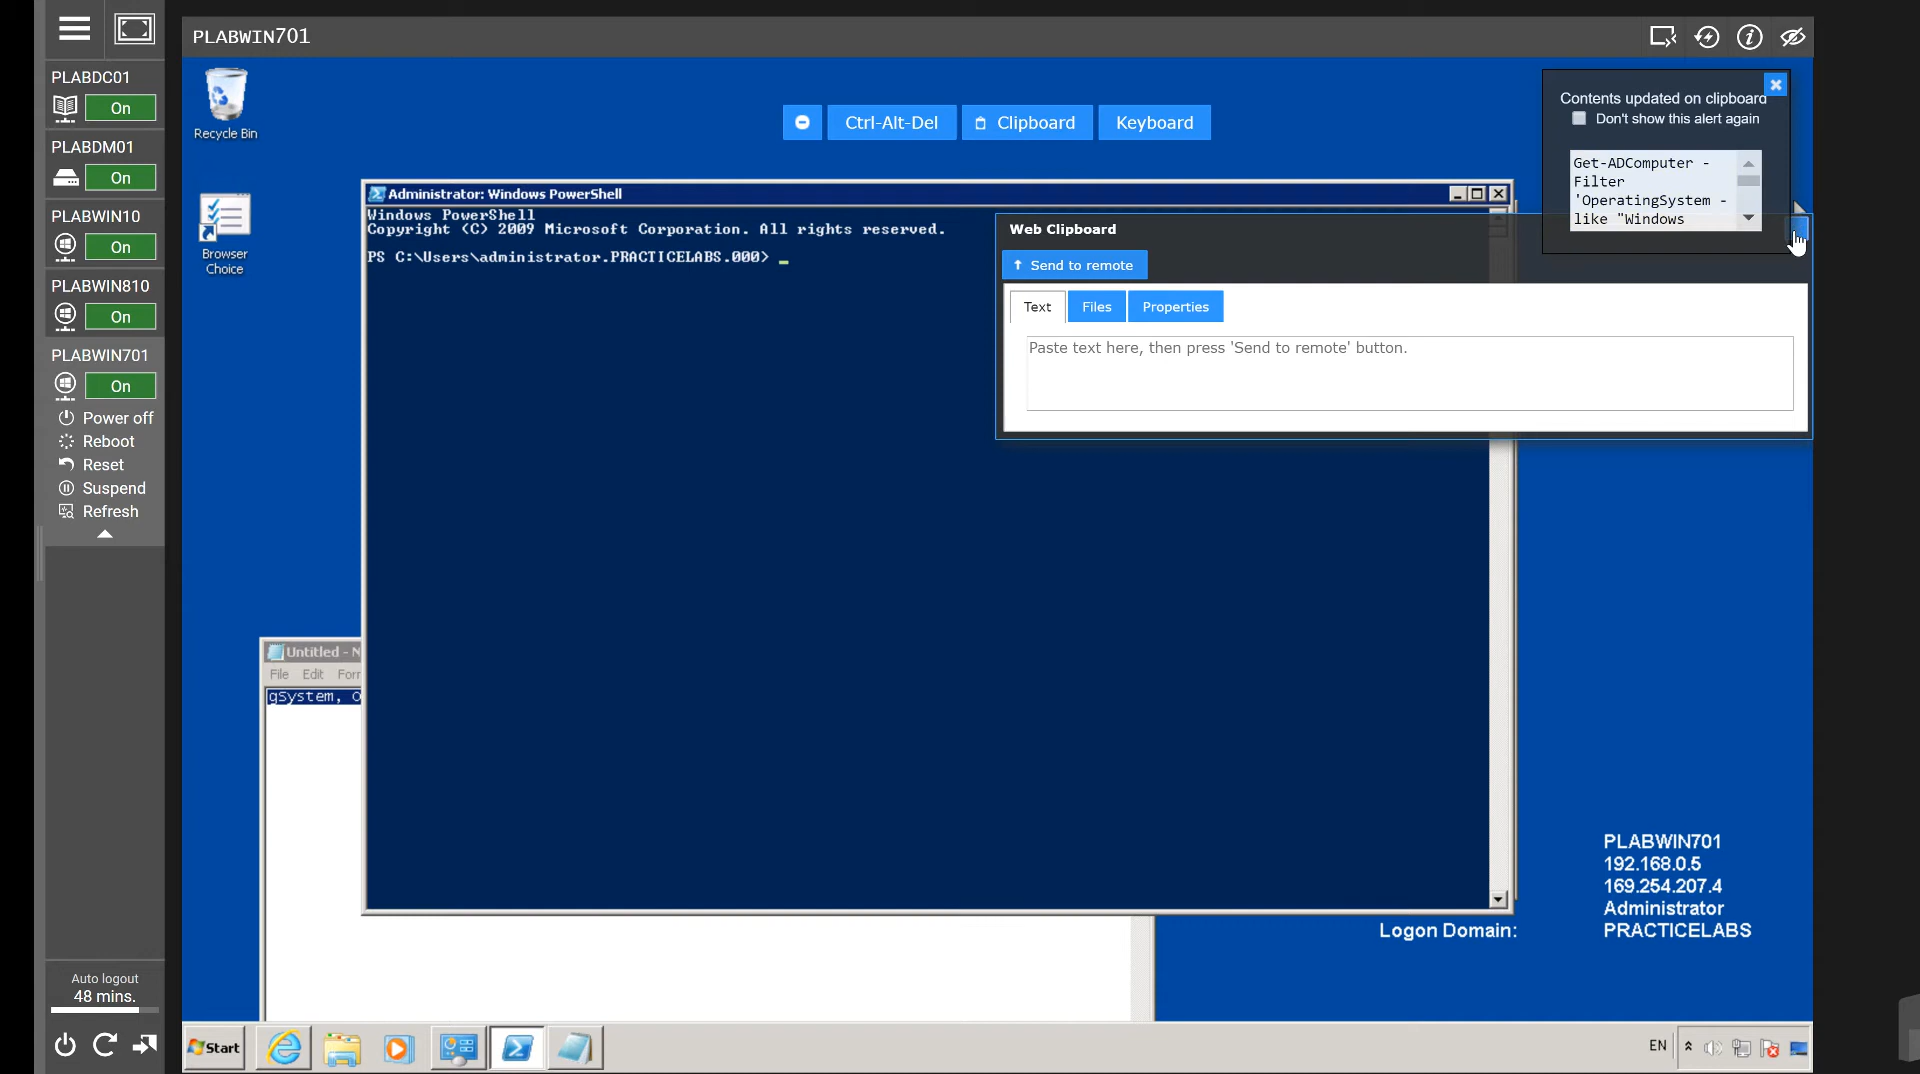 PLABWIN701
PLABDC01
On
PLABDM01
On
PLABWIN10
On
PLABWIN810
On
PLABWIN701
On
Power off
Reboot
Reset
Suspend
Refresh
Auto logout
48 mins.
Recycle Bin
Browser
Choice
Ctrl-Alt-Del
Clipboard
Keyboard
Contents updated on clipboard
Don't show this alert again
Get-ADComputer -
Filter
'OperatingSystem -
like "Windows
Administrator: Windows PowerShell
Windows PowerShell
Copyright (C) 2009 Microsoft Corporation. All rights reserved.
PS C:\Users\administrator.PRACTICELABS.000> _
Web Clipboard
Send to remote
Text
Files
Properties
Paste text here, then press 'Send to remote' button.
Untitled - N
File
Edit
For
gSystem, O
PLABWIN701
192.168.0.5
169.254.207.4
Administrator
Logon Domain: PRACTICELABS
Start
EN